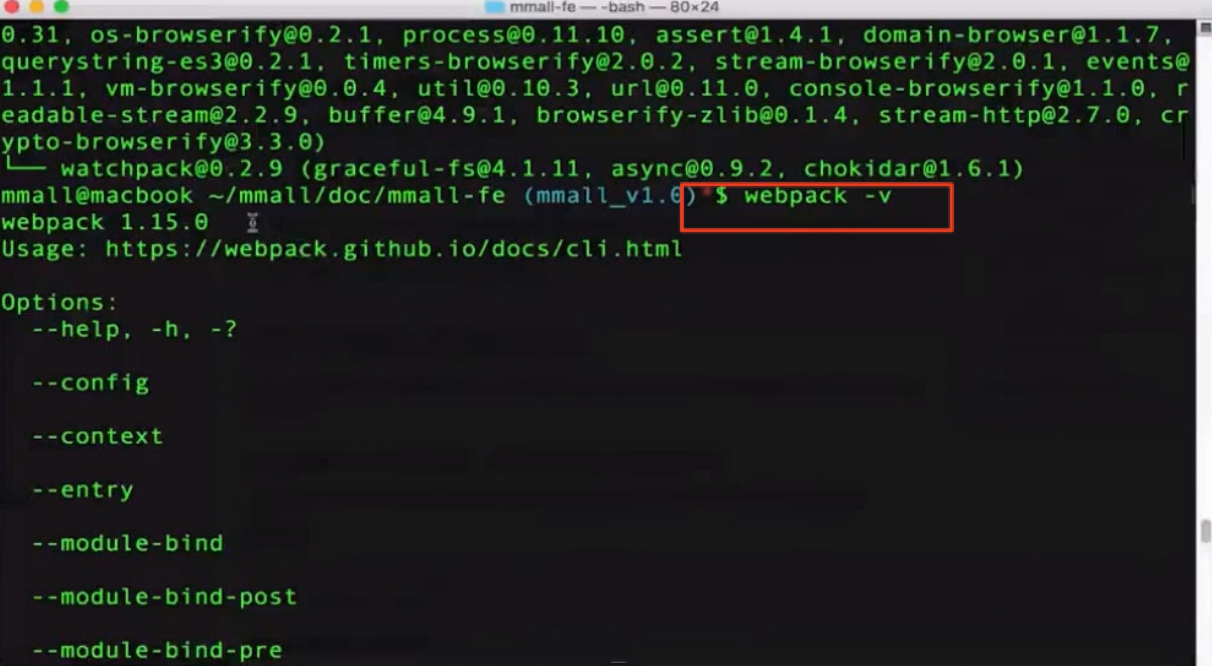 mmall-fe — -bash — 80×24
0.31, os-browserify@0.2.1, process@0.11.10, assert@1.4.1, domain-browser@1.1.7,
querystring-es3@0.2.1, timers-browserify@2.0.2, stream-browserify@2.0.1, events@
1.1.1, vm-browserify@0.0.4, util@0.10.3, url@0.11.0, console-browserify@1.1.0, r
eadable-stream@2.2.9, buffer@4.9.1, browserify-zlib@0.1.4, stream-http@2.7.0, cr
ypto-browserify@3.3.0)
└── watchpack@0.2.9 (graceful-fs@4.1.11, async@0.9.2, chokidar@1.6.1)
mmall@macbook ~/mmall/doc/mmall-fe (mmall_v1.0) *$ webpack -v
webpack 1.15.0
Usage: https://webpack.github.io/docs/cli.html
Options:
--help, -h, -?
--config
--context
--entry
--module-bind
--module-bind-post
--module-bind-pre